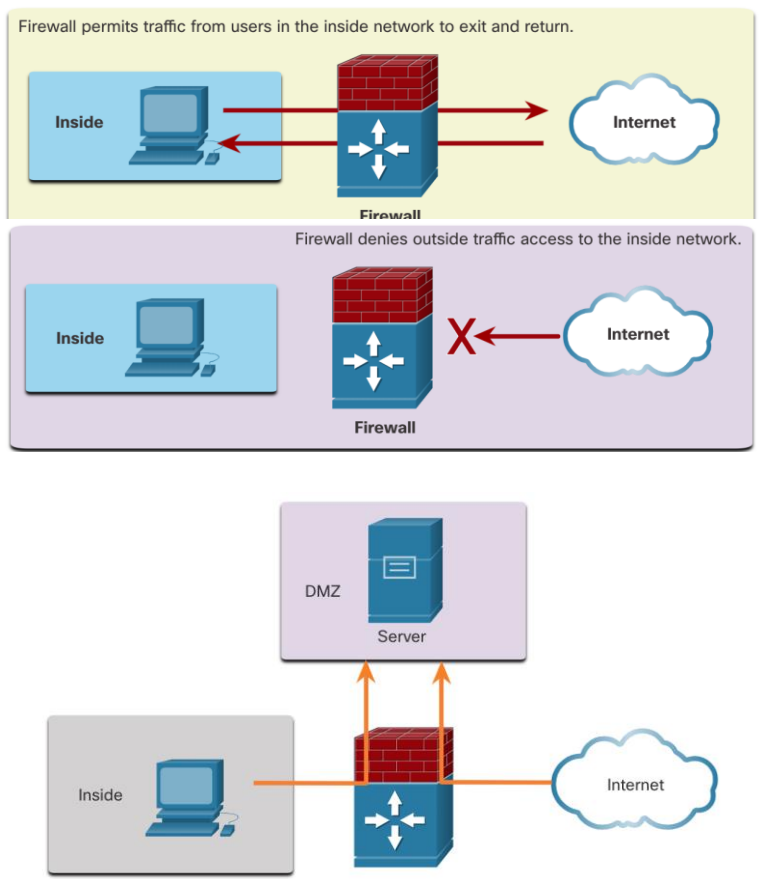 Firewall permits traffic from users in the inside network to exit and return.
Inside
Internet
Firewall
Firewall denies outside traffic access to the inside network.
Inside
X
Internet
Firewall
DMZ
Server
Inside
Internet